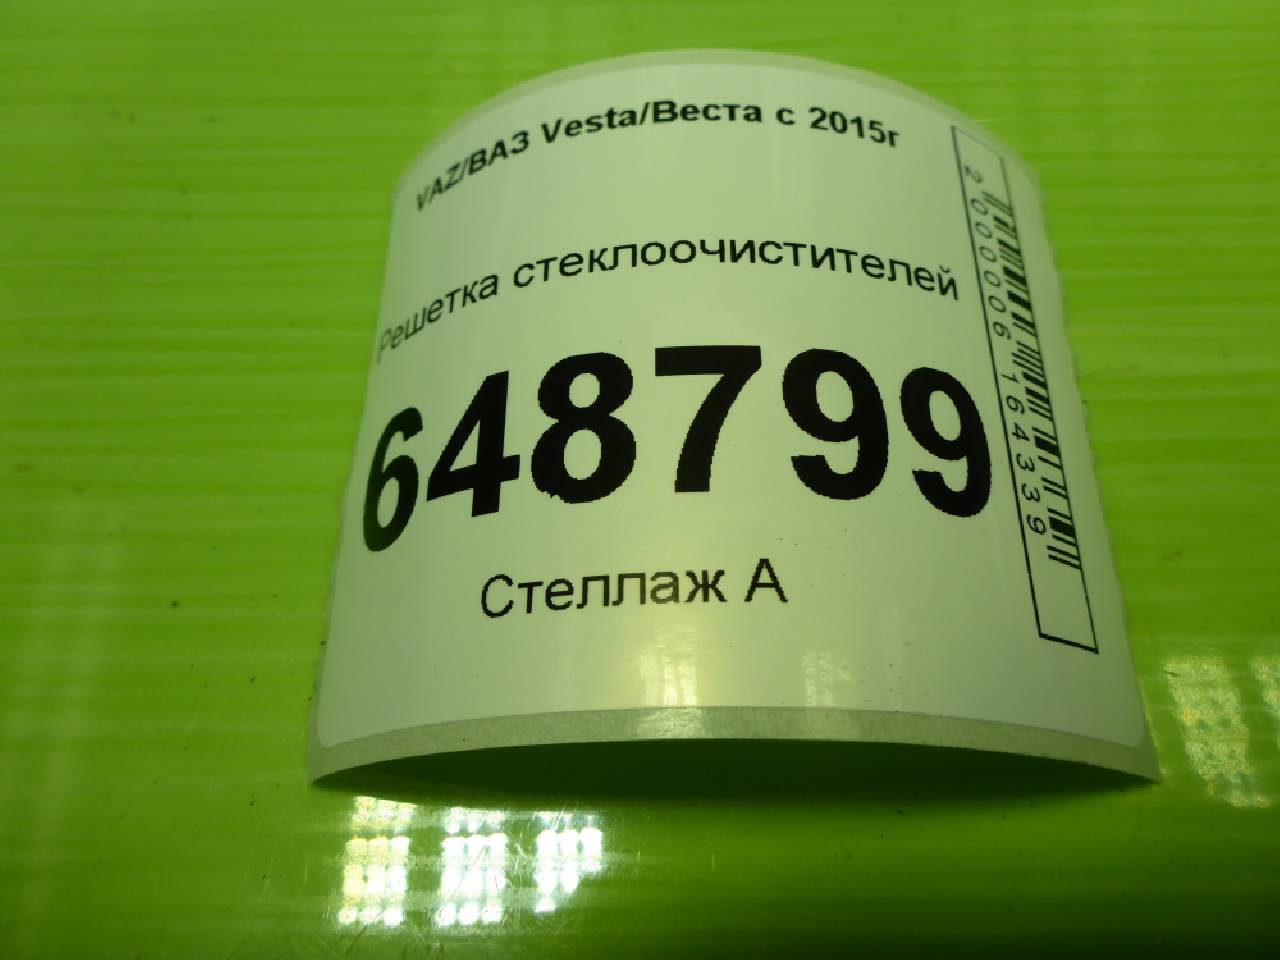 VAZ/ВАЗ Vesta/Веста с 2015г
Решетка стеклоочистителей
648799
Стеллаж А
2000006164339